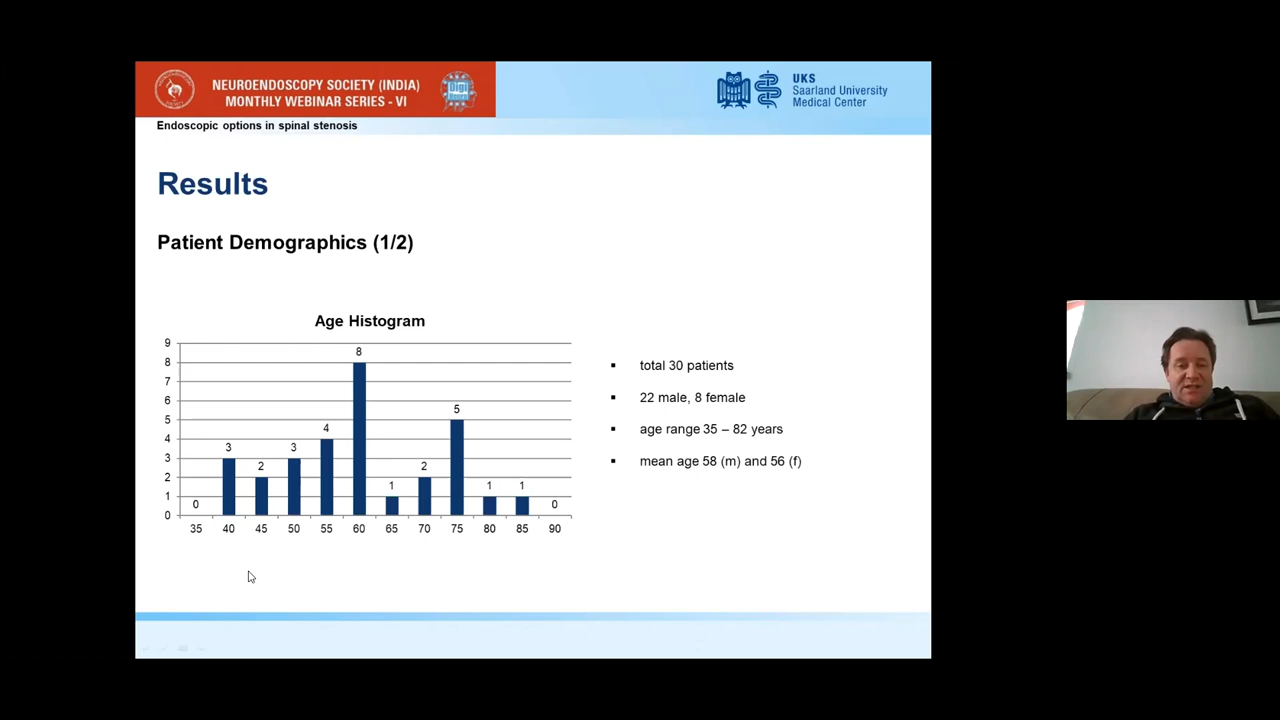 NEUROENDOSCOPY SOCIETY (INDIA)
MONTHLY WEBINAR SERIES - VI
Digi
UKS
Saarland University
Medical Center
Endoscopic options in spinal stenosis
Results
Patient Demographics (1/2)
Age Histogram
9
8
7
6
5
4
3
2
1
0
0
3
2
3
4
8
1
2
5
1
1
0
35 40 45 50 55 60 65 70 75 80 85 90
▪ total 30 patients
▪ 22 male, 8 female
▪ age range 35 – 82 years
▪ mean age 58 (m) and 56 (f)